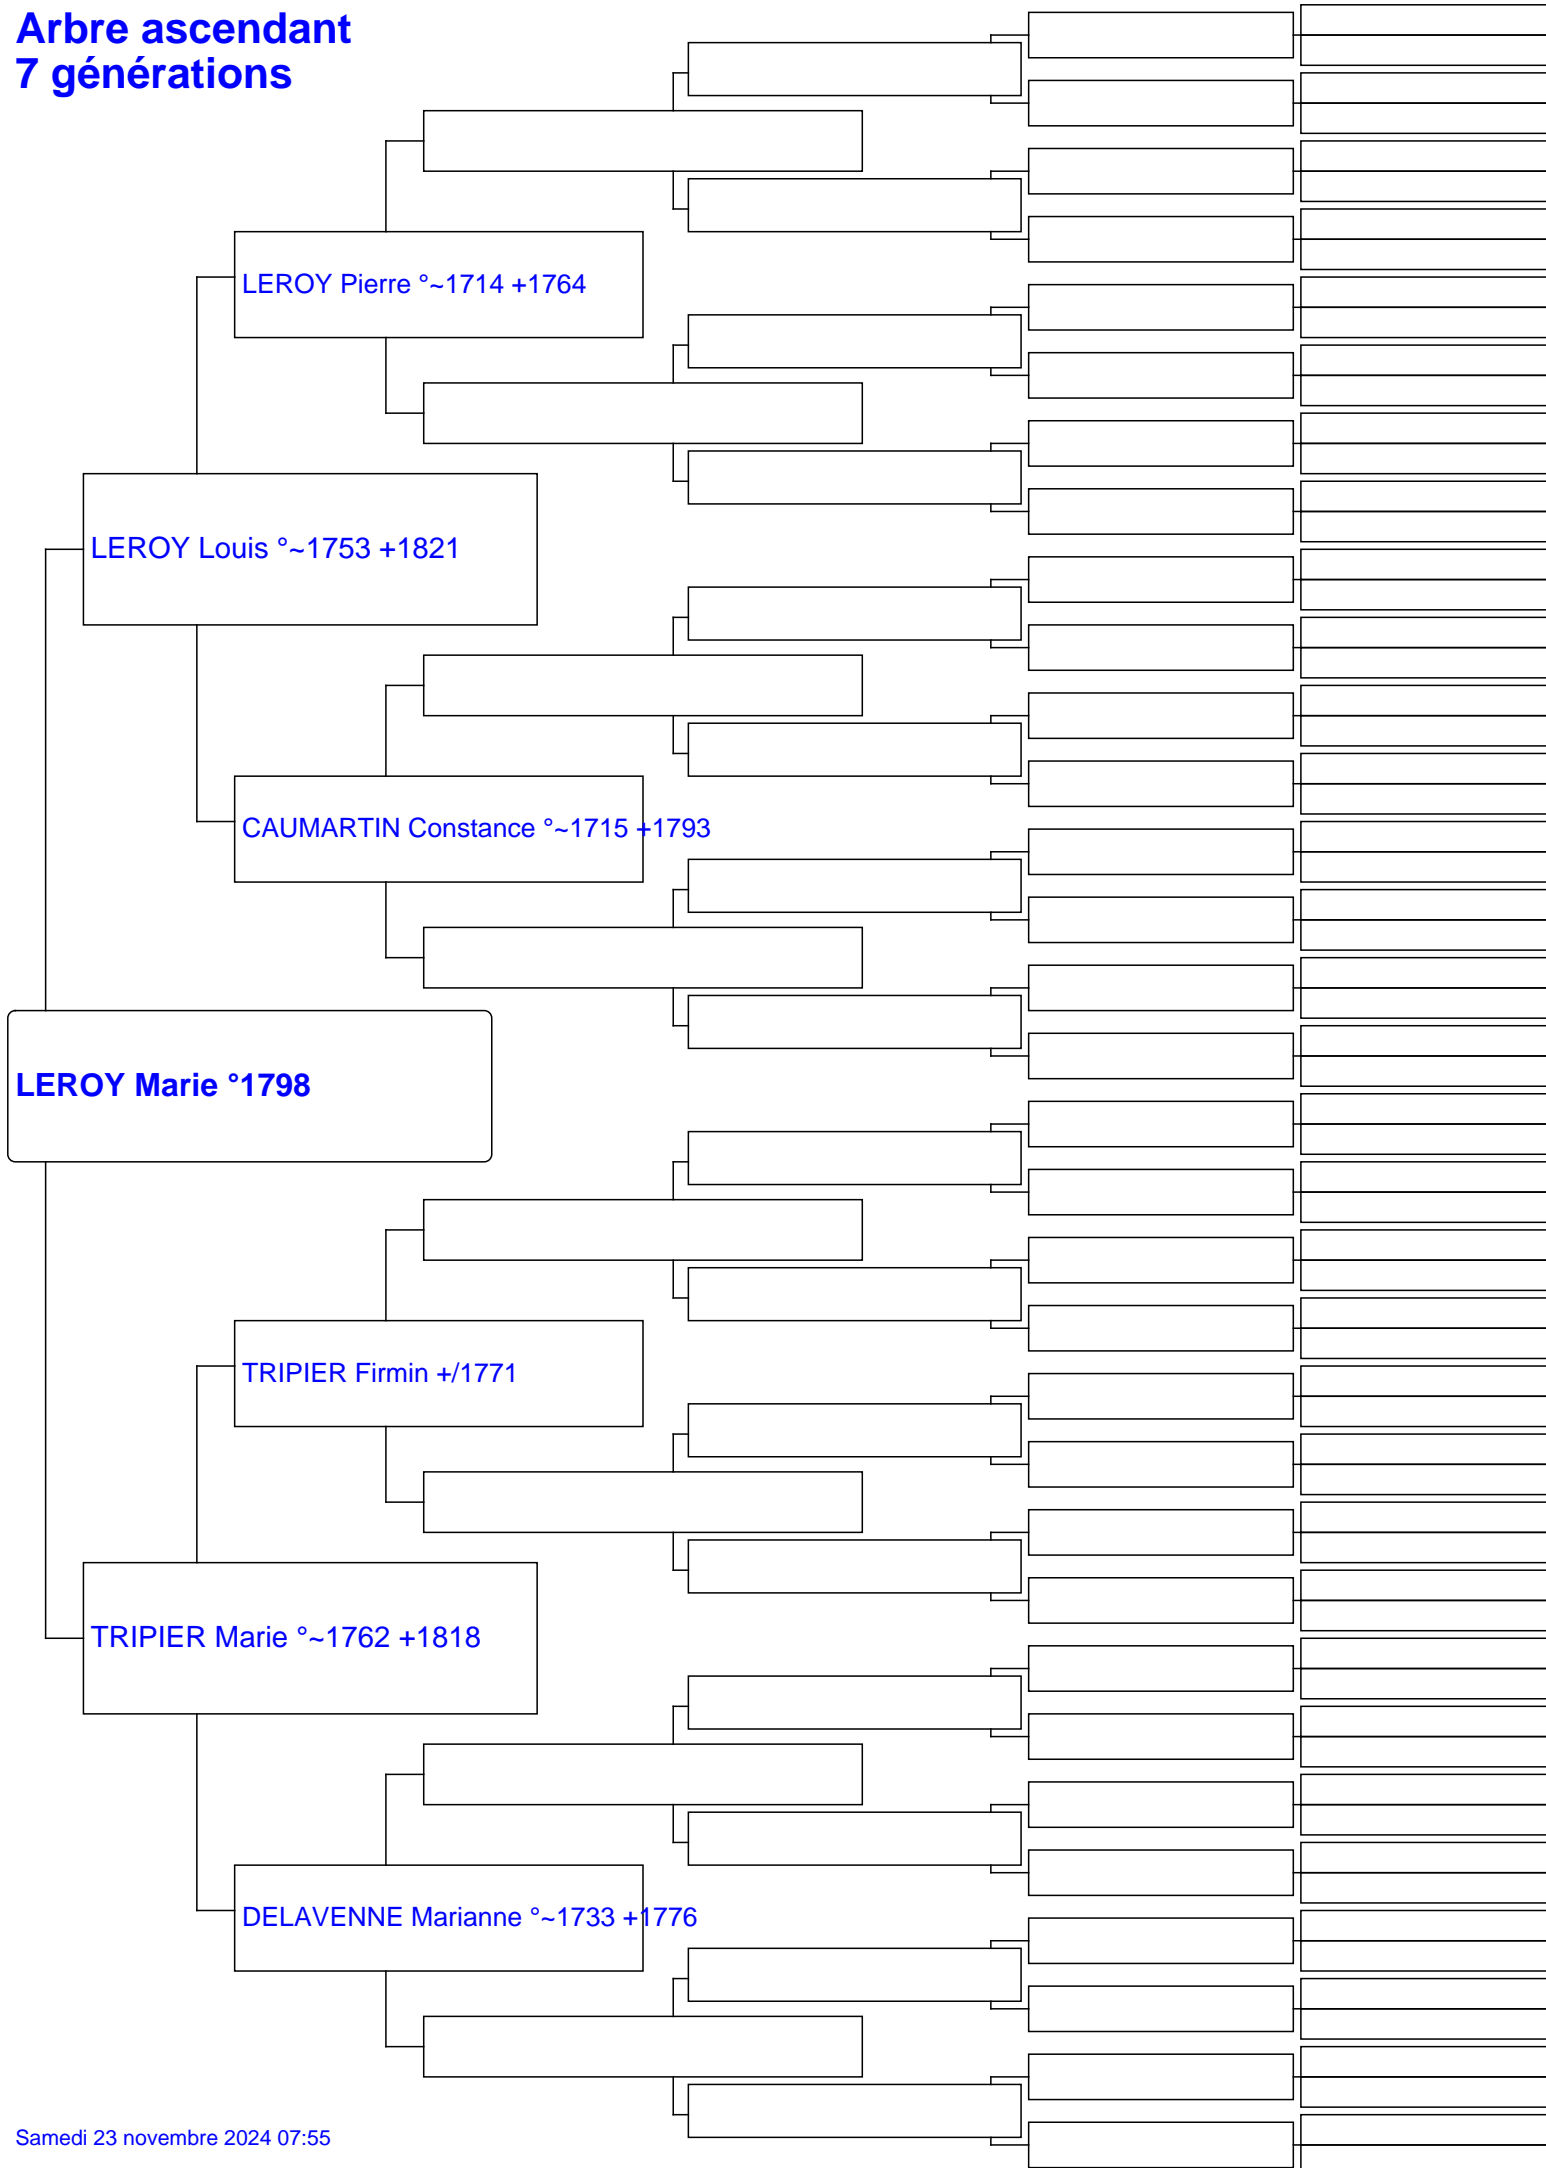 Arbre ascendant
7 générations
LEROY Pierre °~1714 +1764
LEROY Louis °~1753 +1821
CAUMARTIN Constance °~1715 +1793
LEROY Marie °1798
TRIPIER Firmin +/1771
TRIPIER Marie °~1762 +1818
DELAVENNE Marianne °~1733 +1776
Samedi 23 novembre 2024 07:55